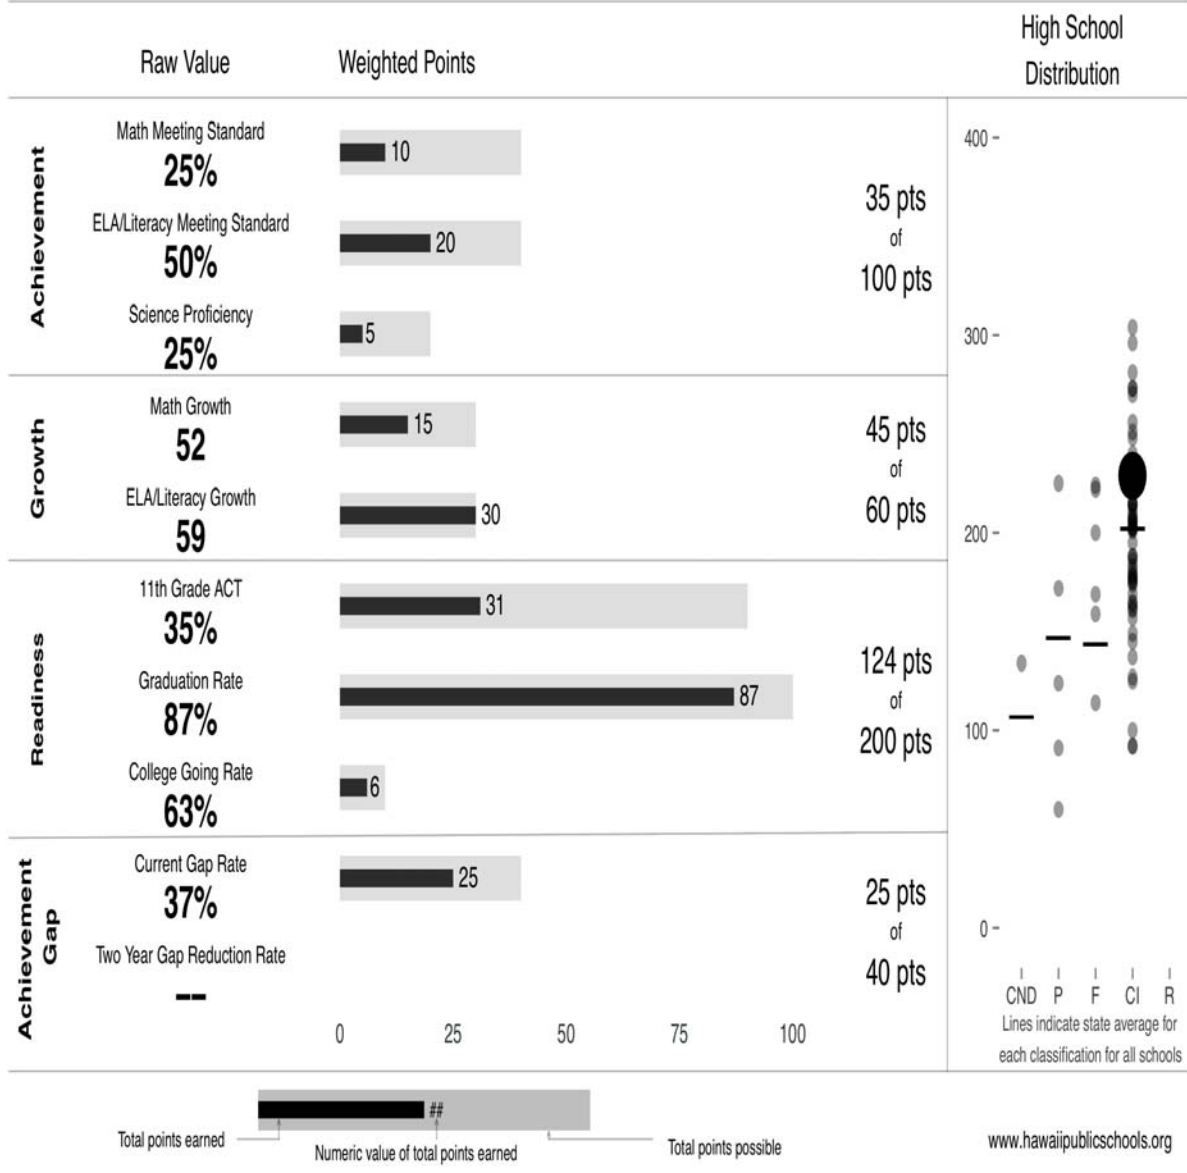 Raw Value
Weighted Points
High School
Distribution
Achievement
Math Meeting Standard
25%
10
ELA/Literacy Meeting Standard
50%
20
Science Proficiency
25%
5
35 pts
of
100 pts
Growth
Math Growth
52
15
ELA/Literacy Growth
59
30
45 pts
of
60 pts
Readiness
11th Grade ACT
35%
31
Graduation Rate
87%
87
College Going Rate
63%
6
124 pts
of
200 pts
Achievement
Gap
Current Gap Rate
37%
25
Two Year Gap Reduction Rate
--
25 pts
of
40 pts
0 25 50 75 100
400
300
200
100
0
CND P F CI R
Lines indicate state average for
each classification for all schools
##
Total points earned
Numeric value of total points earned
Total points possible
www.hawaiipublicschools.org